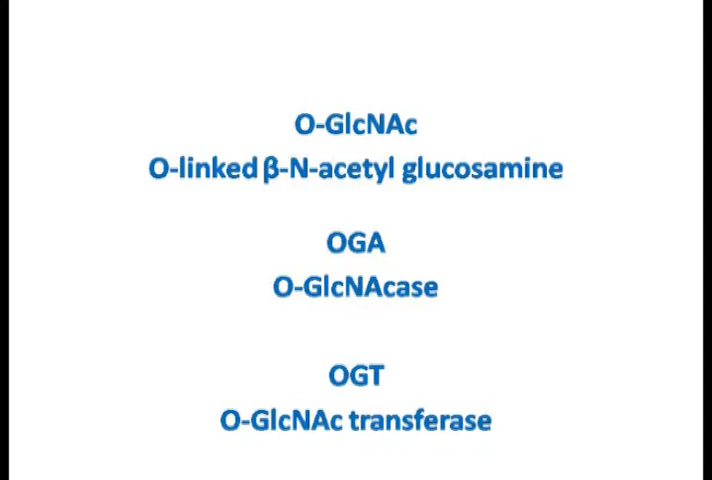 O-GlcNAc
O-linked β-N-acetyl glucosamine
OGA
O-GlcNAcase
OGT
O-GlcNAc transferase